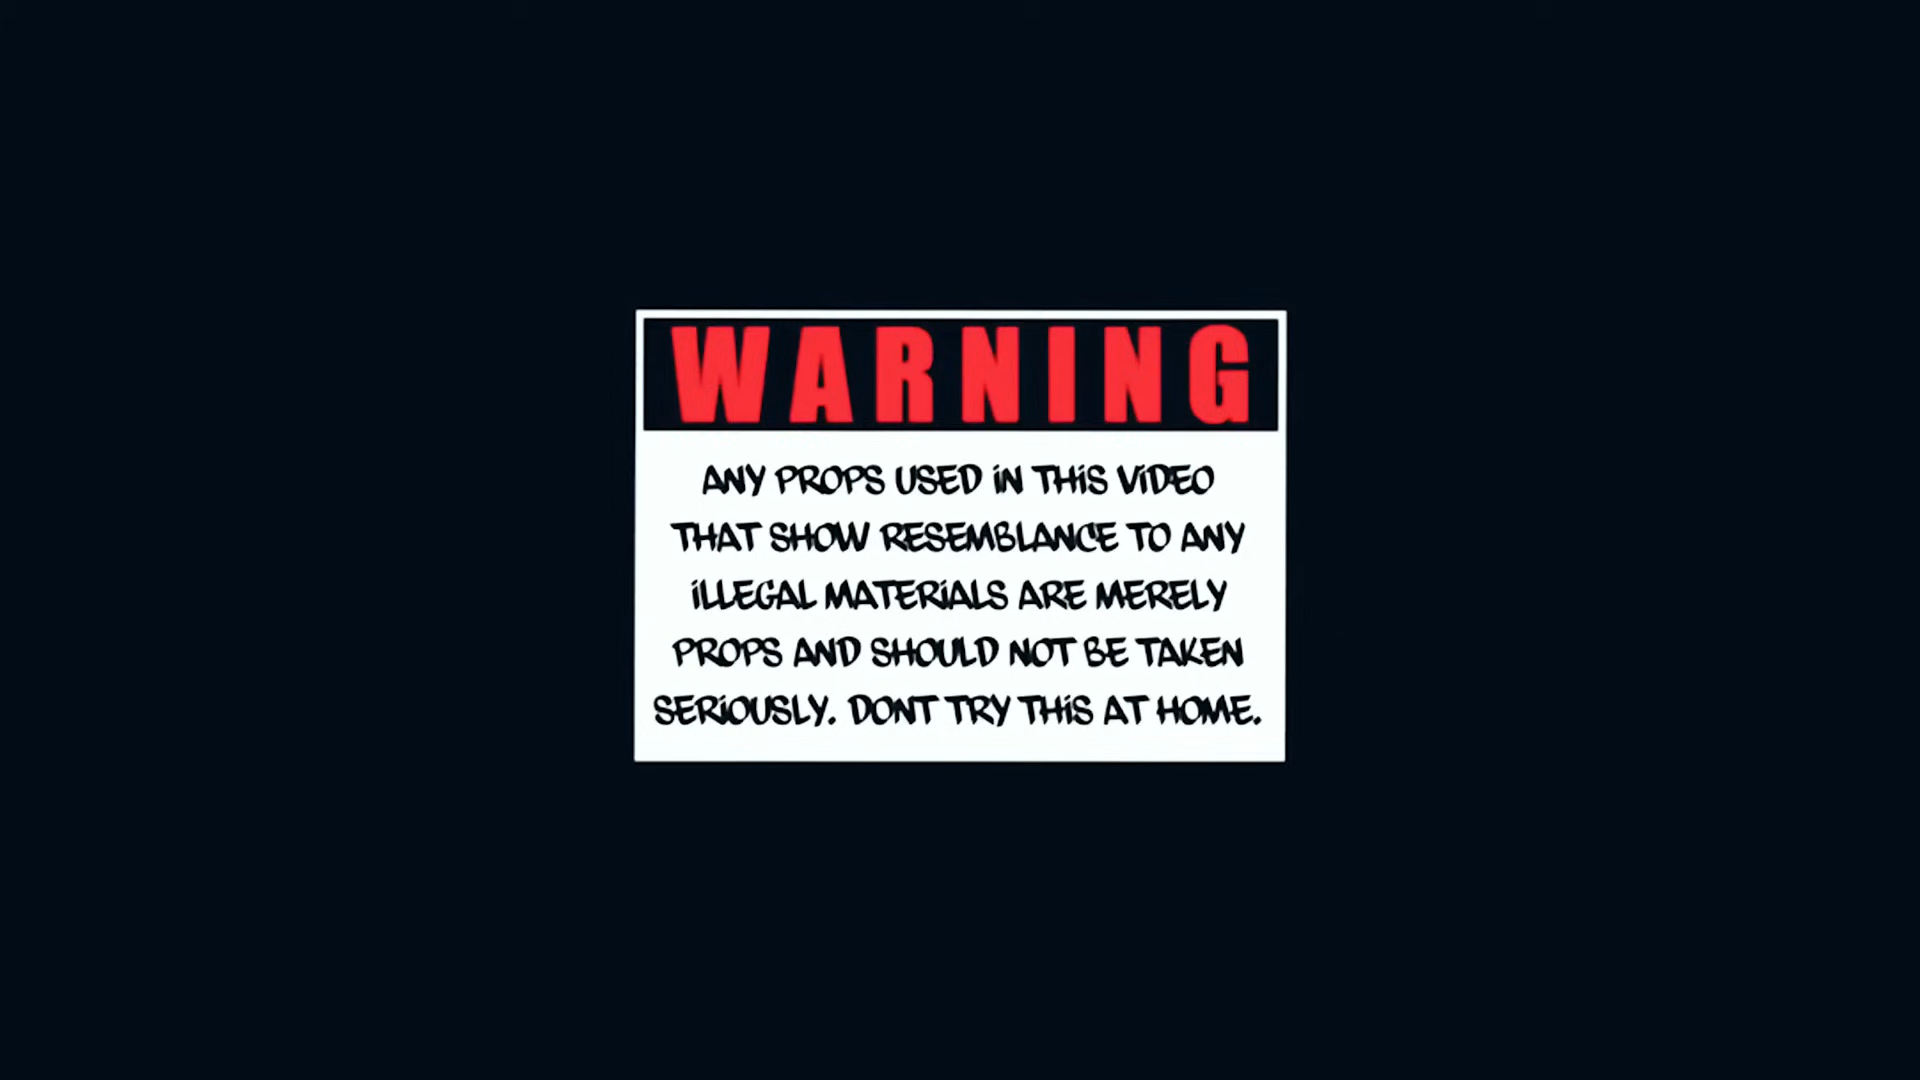 WARNING
ANY PROPS USED iN THiS ViDEO
THAT SHOW RESEMBLANCE TO ANY
iLLEGAL MATERiALS ARE MERELY
PROPS AND SHOULD NOT BE TAKEN
SERiOUSLY. DONT TRY THiS AT HOME.